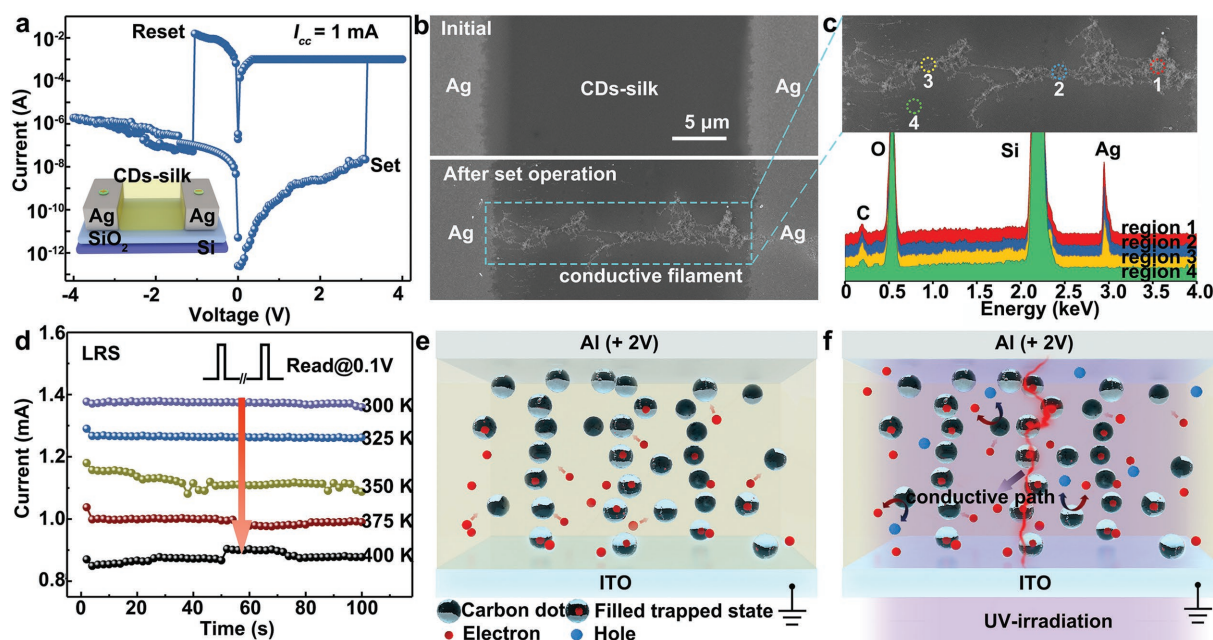 a
Reset
Icc = 1 mA
Set
CDs-silk
Ag
Ag
SiO2
Si
10-2
10-4
10-6
10-8
10-10
10-12
Current (A)
-4
-2
0
2
4
Voltage (V)
b
Initial
Ag
CDs-silk
Ag
5 μm
After set operation
Ag
Ag
conductive filament
c
1
2
3
4
O
Si
Ag
C
region 1
region 2
region 3
region 4
0
0.5
1.0
1.5
2.0
2.5
3.0
3.5
4.0
Energy (keV)
d
LRS
Read@0.1V
300 K
325 K
350 K
375 K
400 K
1.6
1.4
1.2
1.0
0.8
Current (mA)
0
20
40
60
80
100
Time (s)
e
Al (+ 2V)
ITO
Carbon dot
Filled trapped state
Electron
Hole
f
Al (+ 2V)
conductive path
ITO
UV-irradiation